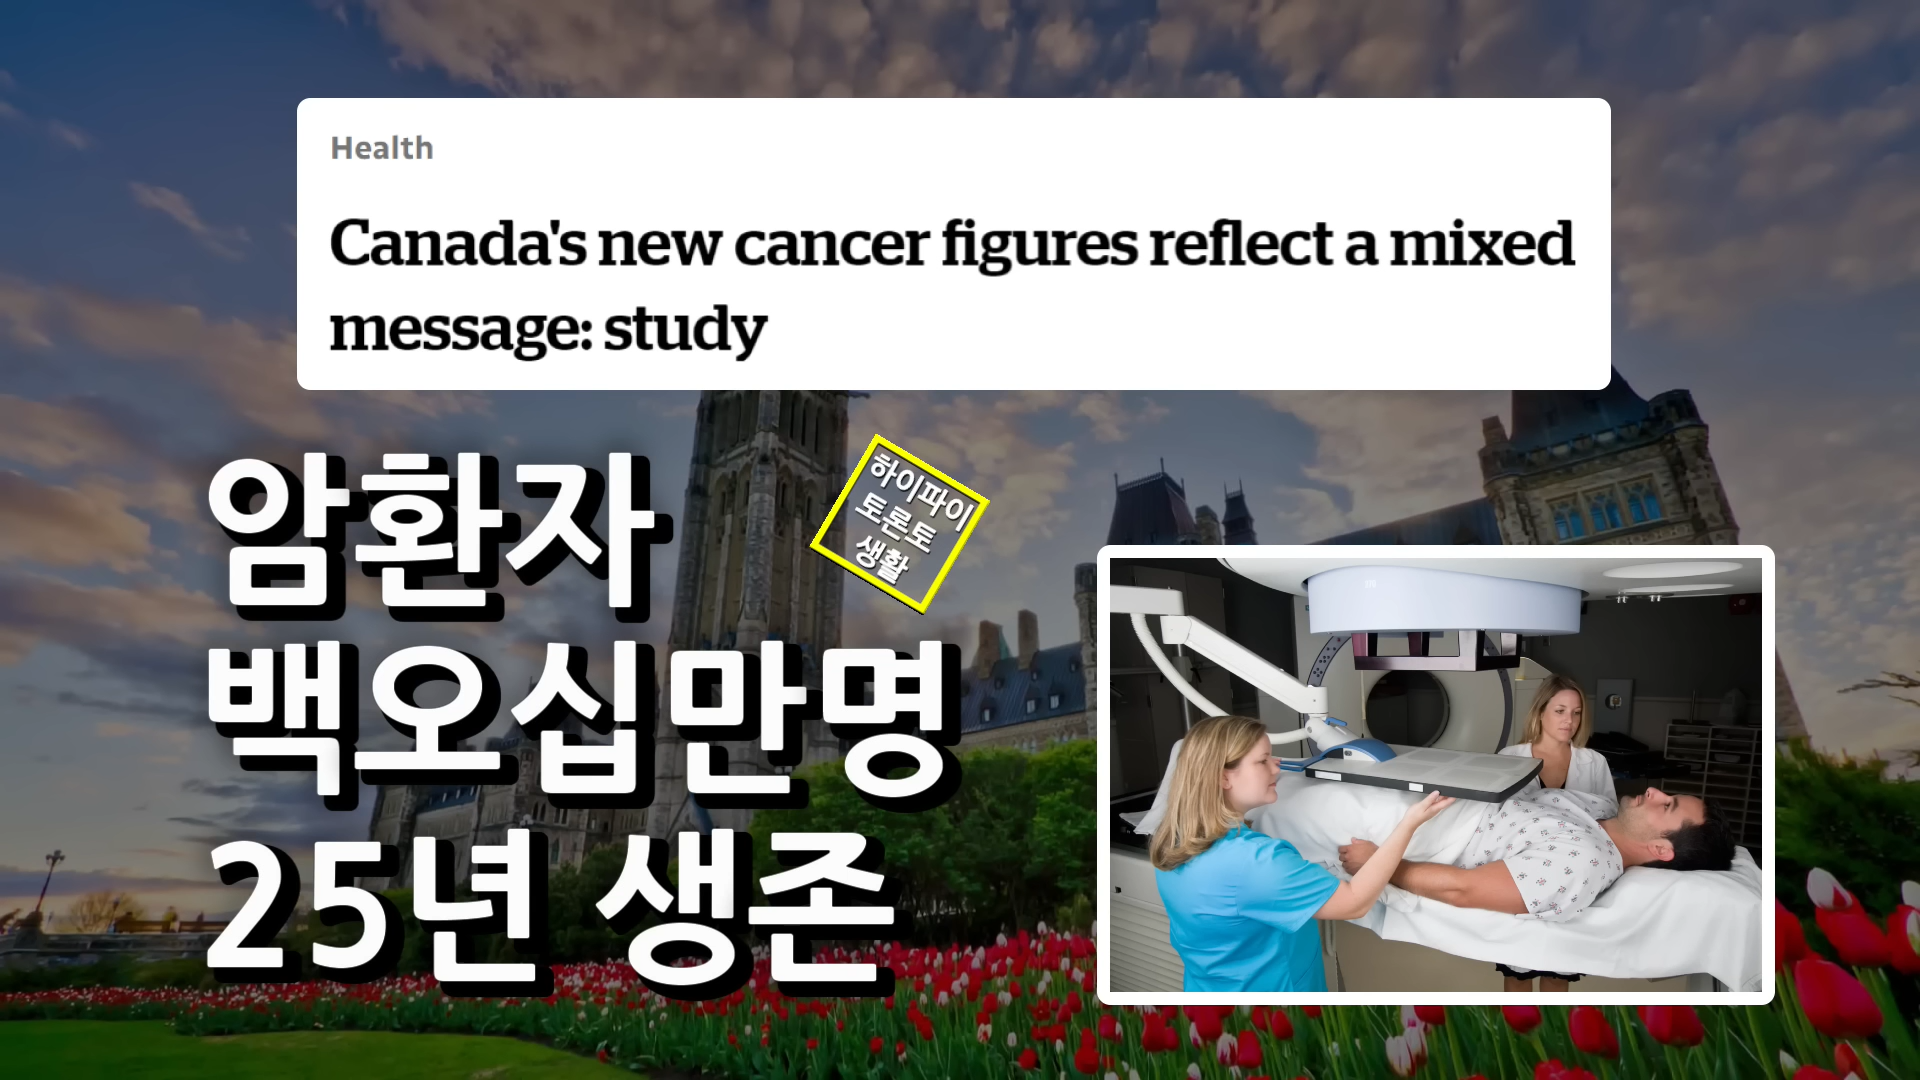 Health
Canada's new cancer figures reflect a mixed
message: study
암환자
백오십만명
25년 생존
하이파이
토론토
생활